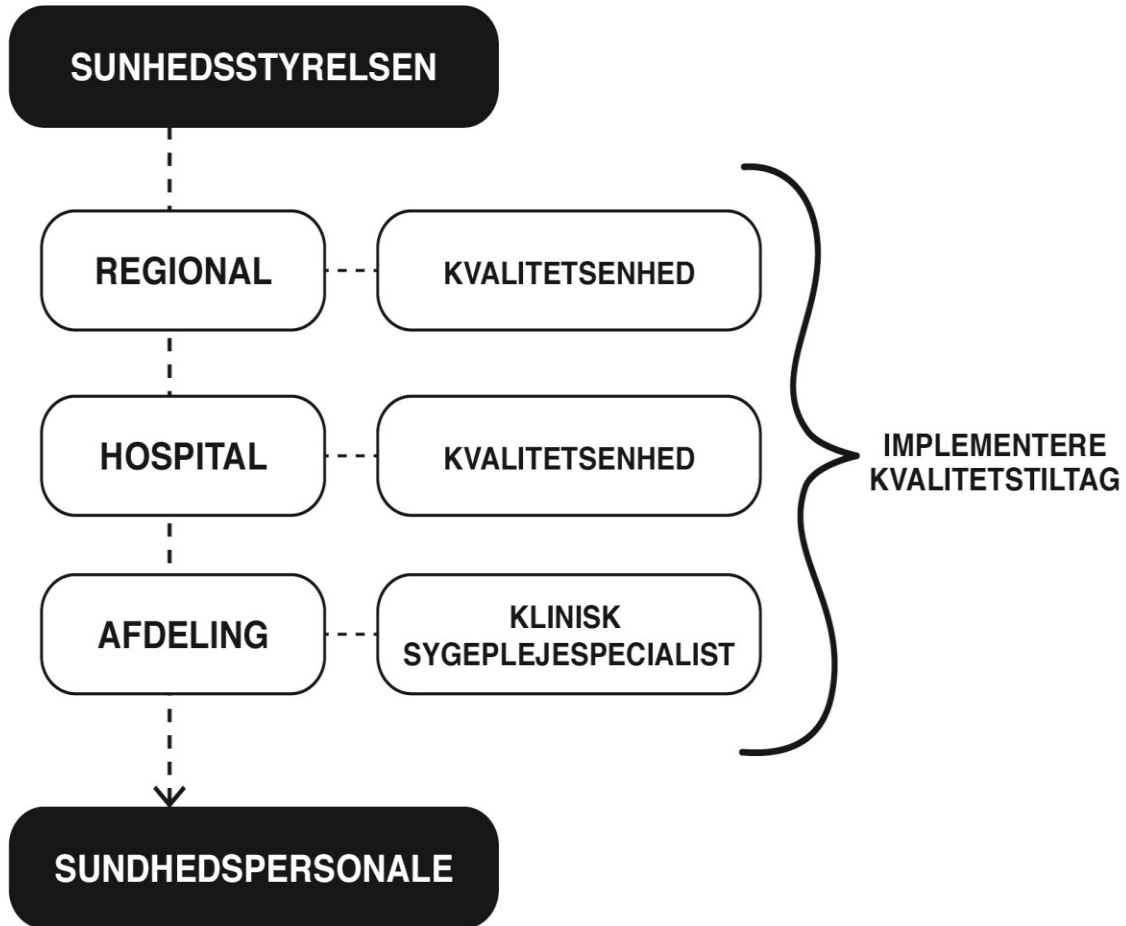 SUNHEDSSTYRELSEN
REGIONAL
KVALITETSENHED
HOSPITAL
KVALITETSENHED
AFDELING
KLINISK
SYGEPLEJESPECIALIST
IMPLEMENTERE
KVALITETSTILTAG
SUNDHEDSPERSONALE